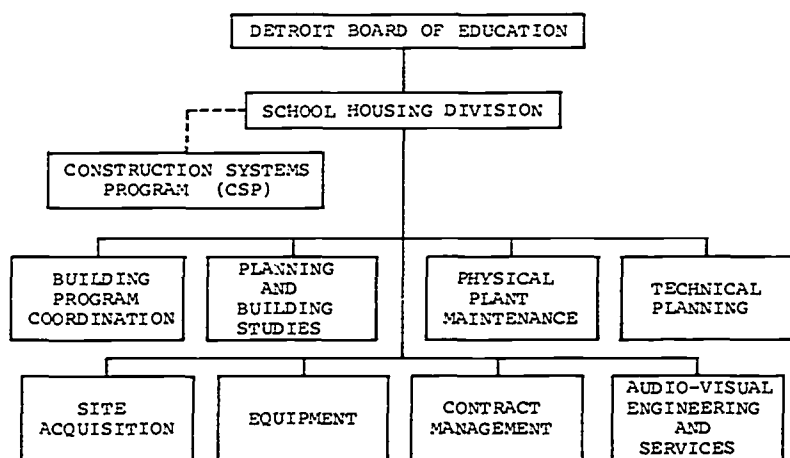 DETROIT BOARD OF EDUCATION
SCHOOL HOUSING DIVISION
CONSTRUCTION SYSTEMS
PROGRAM (CSP)
BUILDING
PROGRAM
COORDINATION
PLANNING
AND
BUILDING
STUDIES
PHYSICAL
PLANT
MAINTENANCE
TECHNICAL
PLANNING
SITE
ACQUISITION
EQUIPMENT
CONTRACT
MANAGEMENT
AUDIO-VISUAL
ENGINEERING
AND
SERVICES